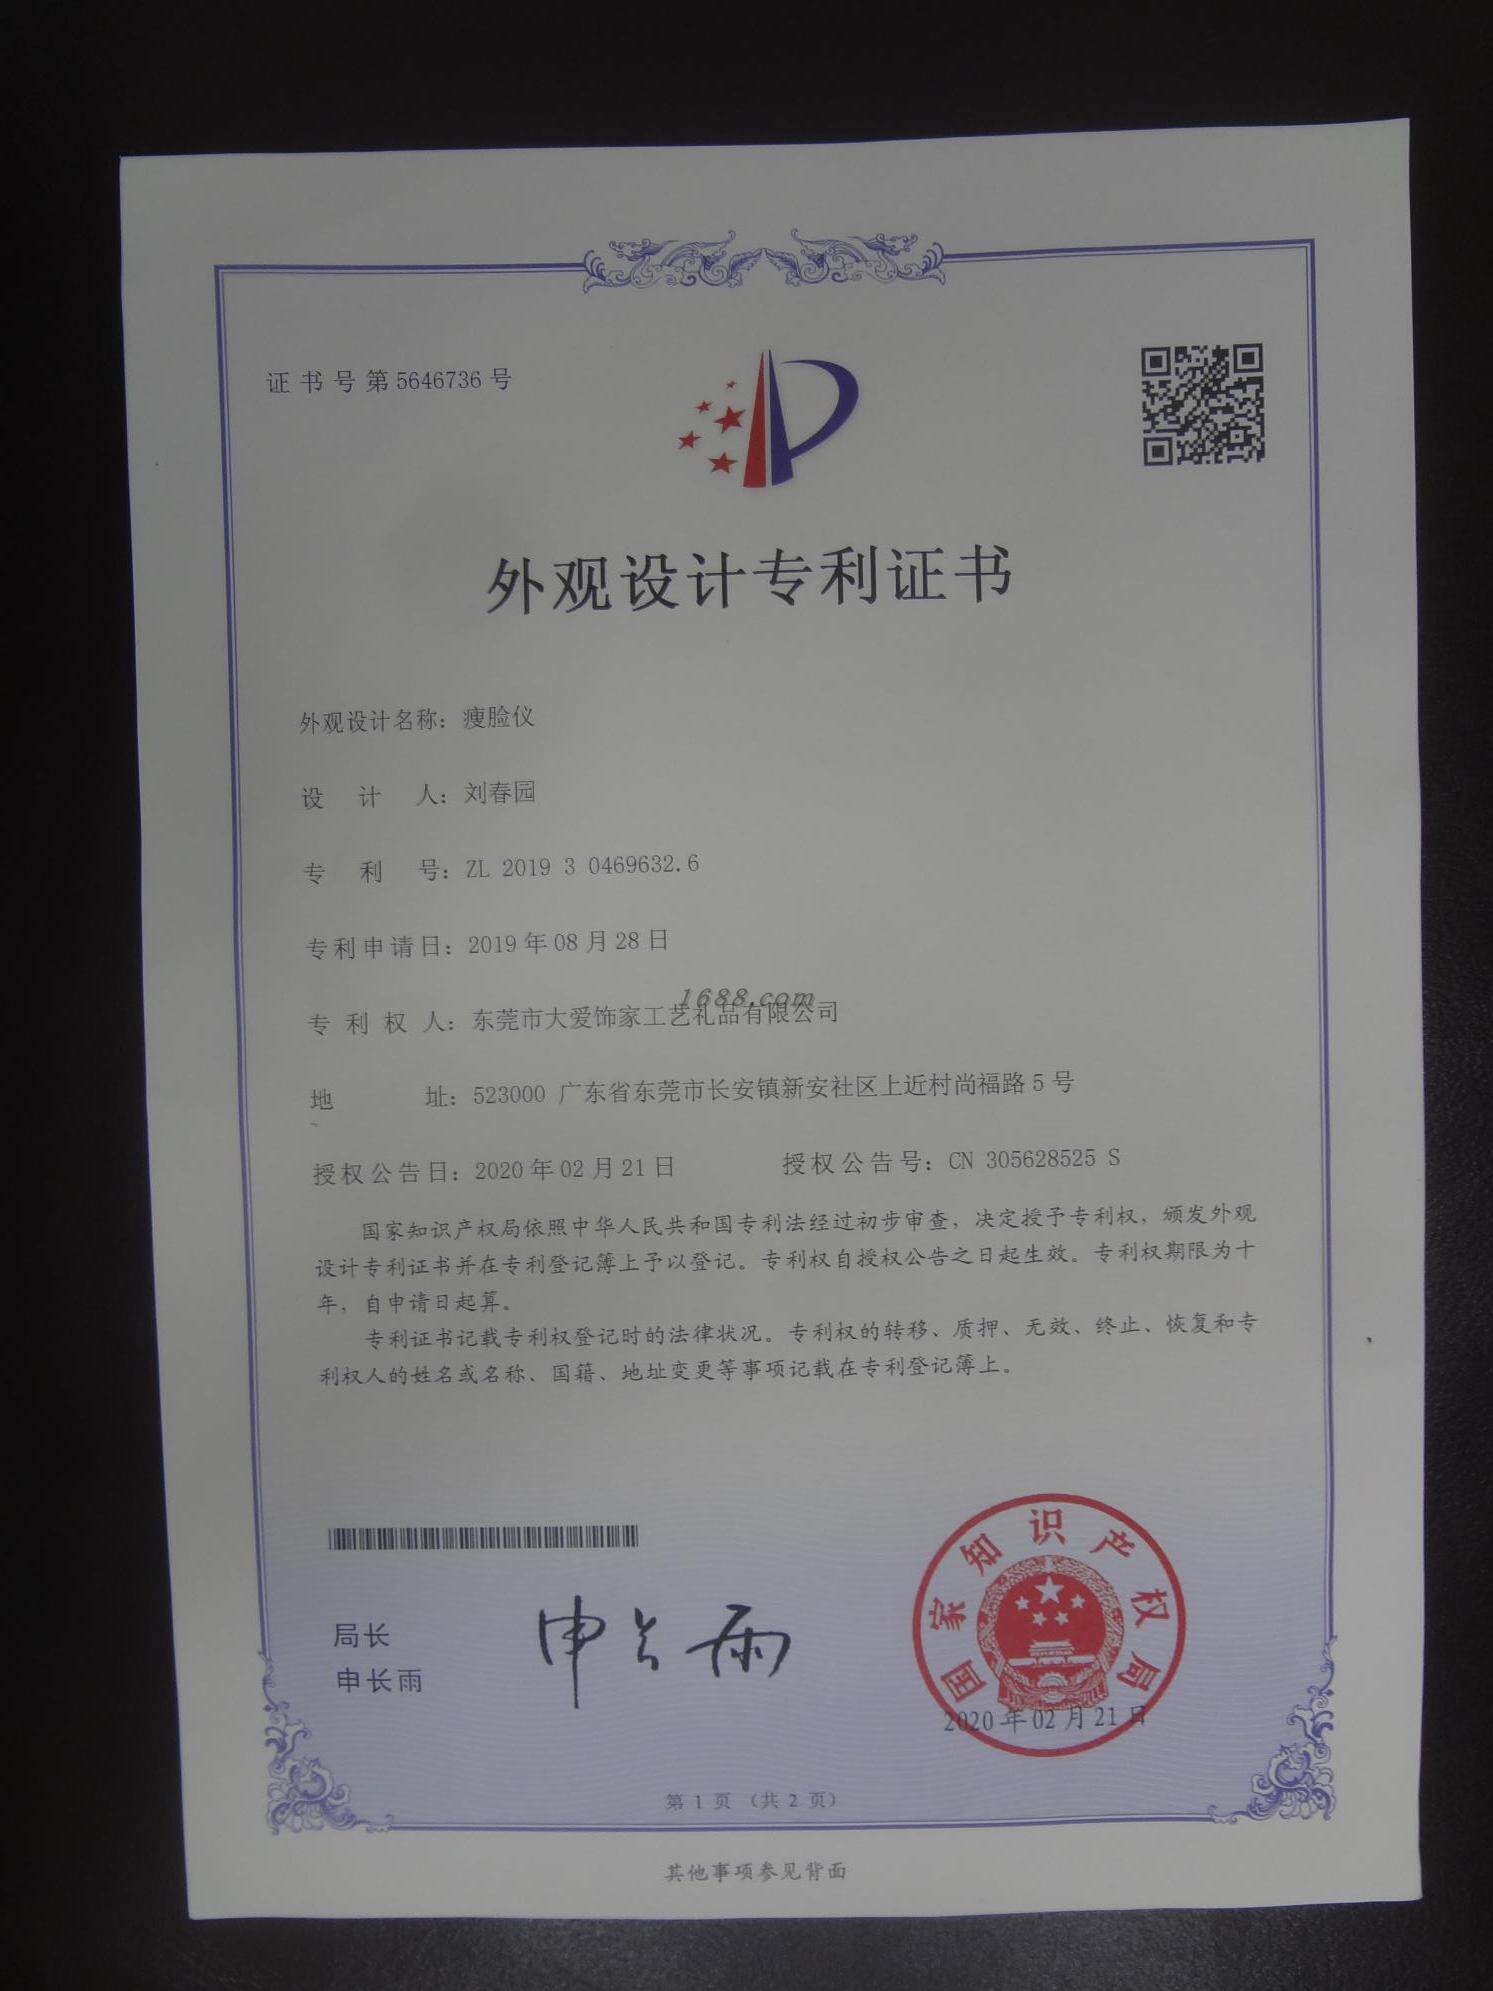 证书号第5646736号
外观设计专利证书
外观设计名称：瘦脸仪
设计人：刘春园
专利号：ZL 2019 3 0469632.6
专利申请日：2019年08月28日
1688.com
专利权人：东莞市大爱饰家工艺礼品有限公司
地址：523000 广东省东莞市长安镇新安社区上近村尚福路5号
授权公告日：2020年02月21日 授权公告号：CN 305628525 S
国家知识产权局依照中华人民共和国专利法经过初步审查，决定授予专利权，颁发外观
设计专利证书并在专利登记簿上予以登记。专利权自授权公告之日起生效。专利权期限为十
年，自申请日起算。
专利证书记载专利权登记时的法律状况。专利权的转移、质押、无效、终止、恢复和专
利权人的姓名或名称、国籍、地址变更等事项记载在专利登记簿上。
局长
申长雨
申长雨
国家知识产权局
2020年02月21日
第 1 页 （共 2 页）
其他事项参见背面